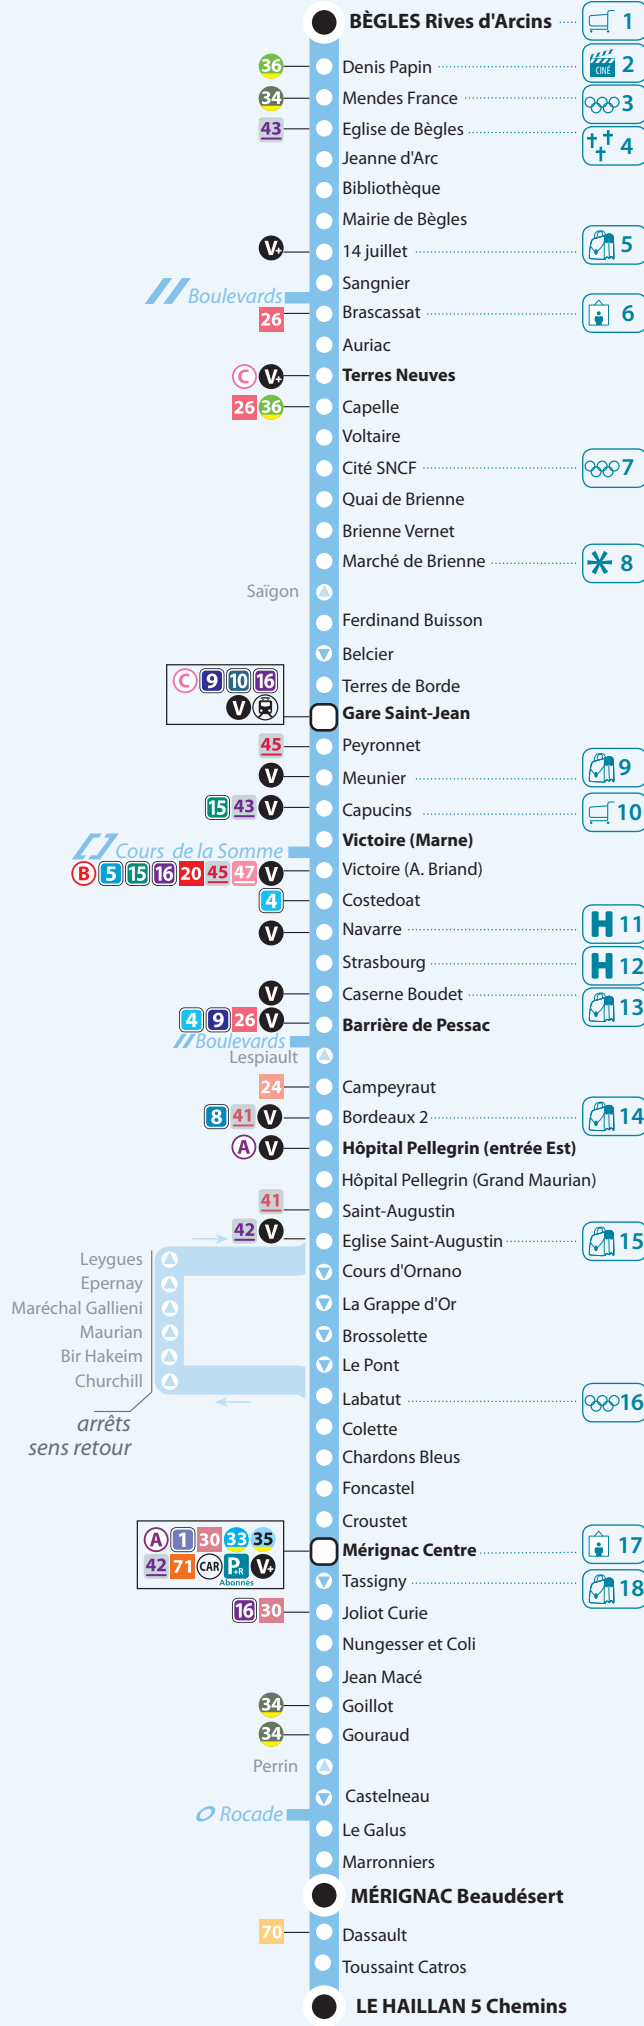 BÈGLES Rives d'Arcins 1
36 Denis Papin CINÉ 2
34 Mendes France 3
43 Eglise de Bègles 4
Jeanne d'Arc
Bibliothèque
Mairie de Bègles
V+ 14 juillet 5
Sangnier
Boulevards
26 Brascassat 6
Auriac
C V+ Terres Neuves
26 36 Capelle
Voltaire
Cité SNCF 7
Quai de Brienne
Brienne Vernet
Marché de Brienne 8
Saïgon
Ferdinand Buisson
Belcier
Terres de Borde
C 9 10 16
V
Gare Saint-Jean
45 Peyronnet
V Meunier 9
15 43 V Capucins 10
Victoire (Marne)
Cours de la Somme
B 5 15 16 20 45 47 V Victoire (A. Briand)
4 Costedoat
V Navarre H 11
Strasbourg H 12
V Caserne Boudet 13
4 9 26 V Barrière de Pessac
Boulevards
Lespiault
24 Campeyraut
8 41 V Bordeaux 2 14
A V Hôpital Pellegrin (entrée Est)
Hôpital Pellegrin (Grand Maurian)
41 Saint-Augustin
42 V Eglise Saint-Augustin 15
Leygues
Epernay
Maréchal Gallieni
Maurian
Bir Hakeim
Churchill
arrêts
sens retour
Cours d'Ornano
La Grappe d'Or
Brossolette
Le Pont
Labatut 16
Colette
Chardons Bleus
Foncastel
Croustet
A 1 30 33 35
42 71 CAR P+R V+
Abonnés
Mérignac Centre 17
Tassigny 18
16 30 Joliot Curie
Nungesser et Coli
Jean Macé
34 Goillot
34 Gouraud
Perrin
Castelneau
Rocade
Le Galus
Marronniers
MÉRIGNAC Beaudésert
70 Dassault
Toussaint Catros
LE HAILLAN 5 Chemins